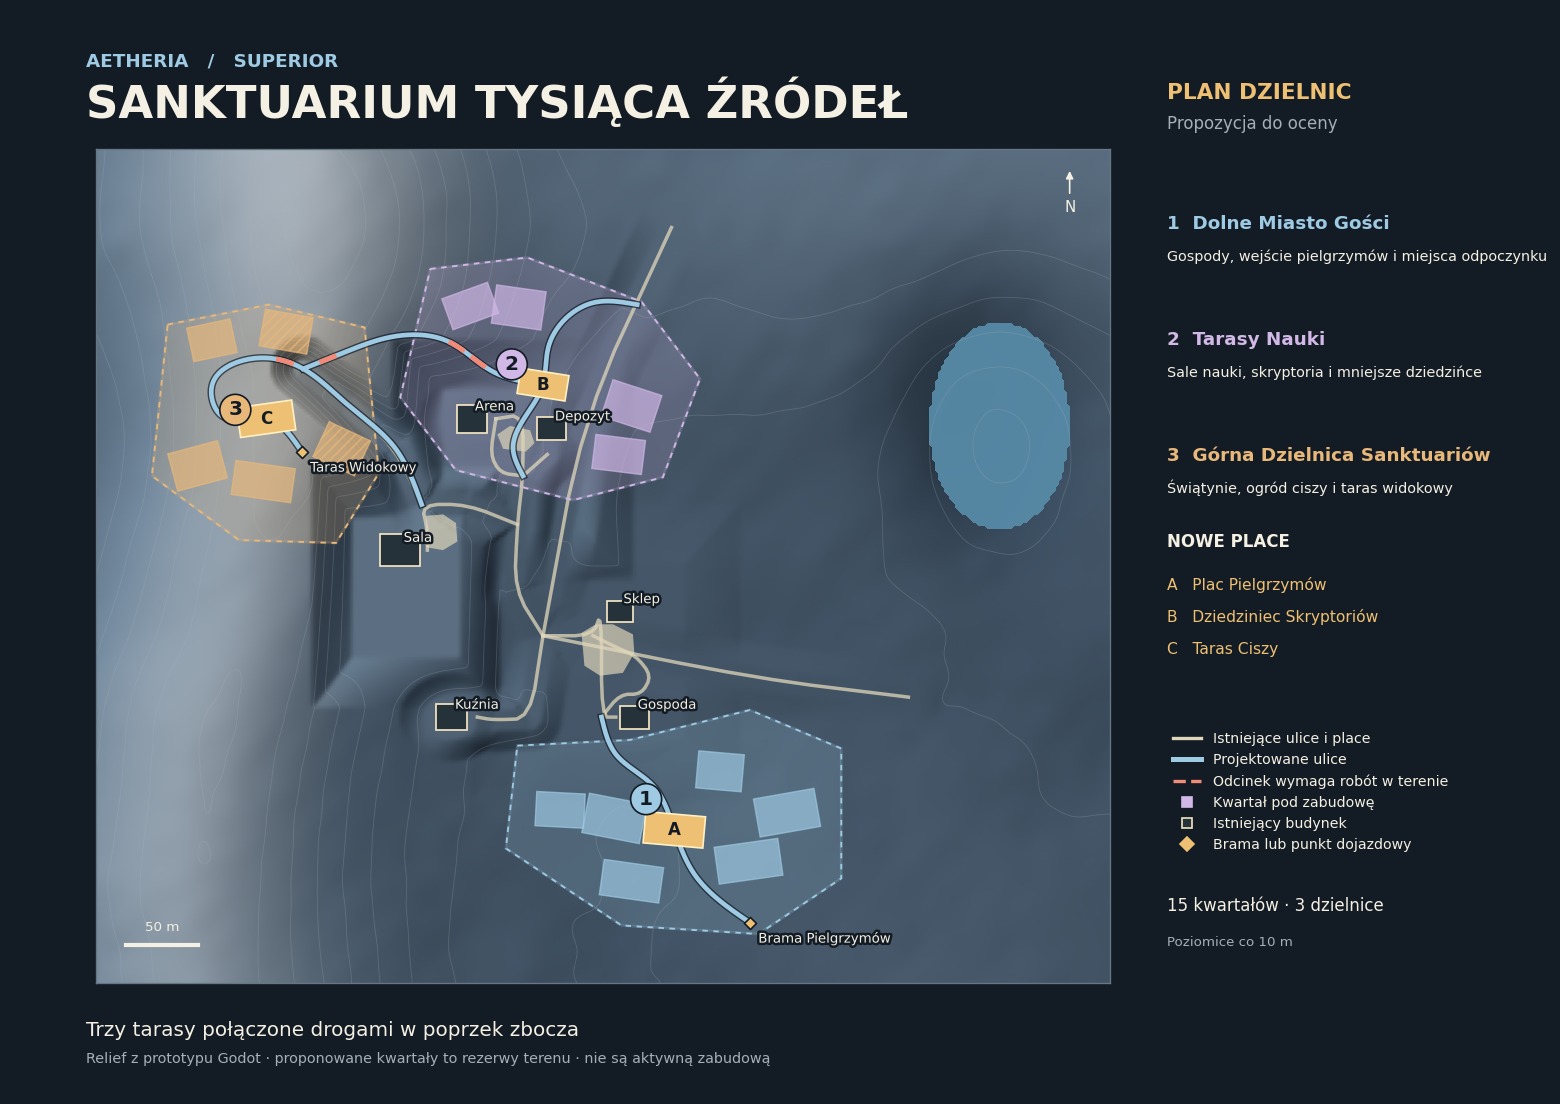 AETHERIA / SUPERIOR
SANKTUARIUM TYSIĄCA ŹRÓDEŁ
PLAN DZIELNIC
Propozycja do oceny
N
1 Dolne Miasto Gości
Gospody, wejście pielgrzymów i miejsca odpoczynku
2 Tarasy Nauki
Sale nauki, skryptoria i mniejsze dziedzińce
3 Górna Dzielnica Sanktuariów
Świątynie, ogród ciszy i taras widokowy
NOWE PLACE
A Plac Pielgrzymów
B Dziedziniec Skryptoriów
C Taras Ciszy
Istniejące ulice i place
Projektowane ulice
Odcinek wymaga robót w terenie
Kwartał pod zabudowę
Istniejący budynek
Brama lub punkt dojazdowy
15 kwartałów · 3 dzielnice
Poziomice co 10 m
2
B
Arena
Depozyt
3
C
Taras Widokowy
Sala
Sklep
Kuźnia
Gospoda
1
A
Brama Pielgrzymów
50 m
Trzy tarasy połączone drogami w poprzek zbocza
Relief z prototypu Godot · proponowane kwartały to rezerwy terenu · nie są aktywną zabudową